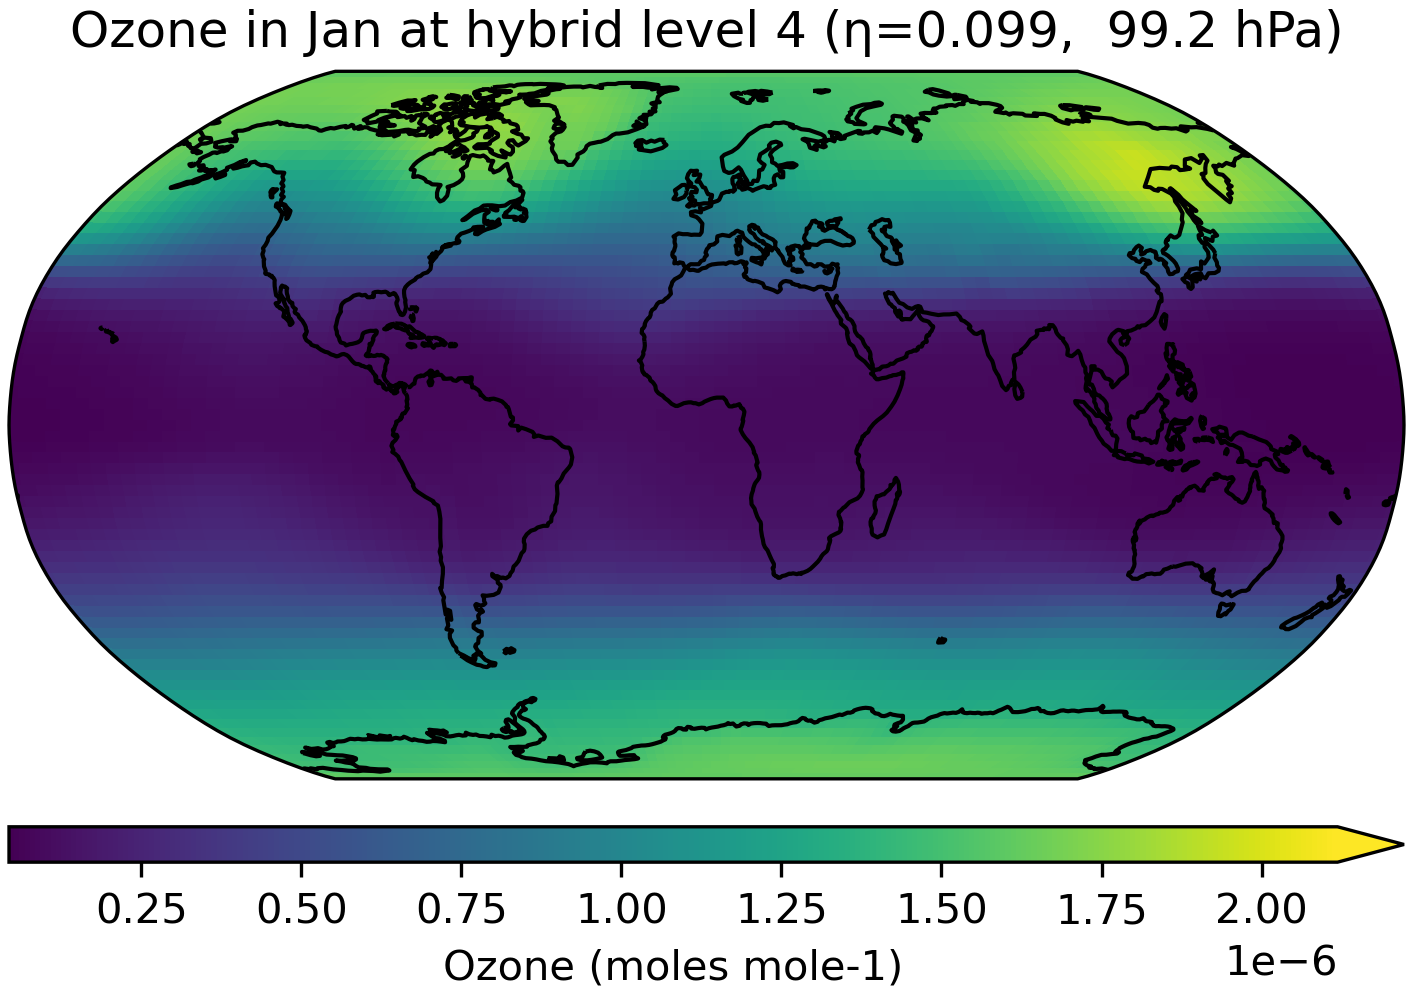 Ozone in Jan at hybrid level 4 (η=0.099,  99.2 hPa)
0.25 0.50 0.75 1.00 1.25 1.50 1.75 2.00
1e−6
Ozone (moles mole-1)